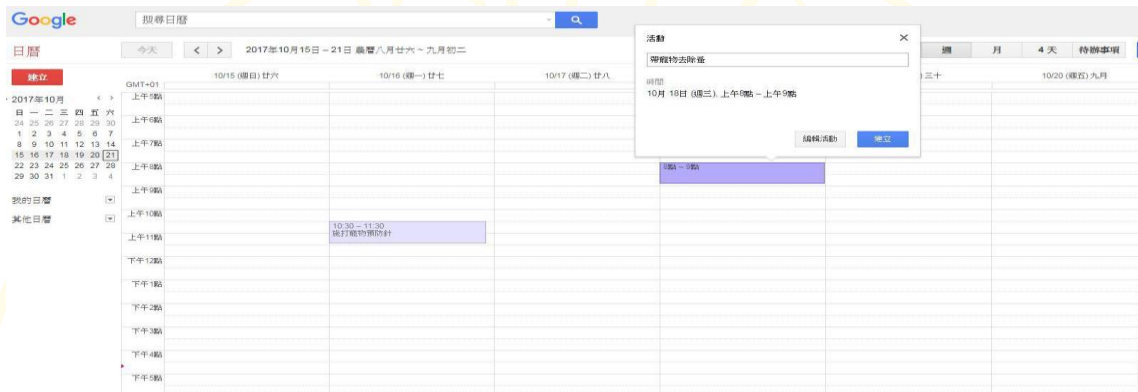 Google
搜尋日曆
日曆
今天
2017年10月15日 – 21日 農曆八月廿六 ~ 九月初二
週 月 4 天 待辦事項
建立
活動
帶寵物去除蚤
時間
10月 18日 (週三), 上午8點 – 上午9點
編輯活動
建立
GMT+01
10/15 (週日) 廿六
10/16 (週一) 廿七
10/17 (週二) 廿八
三十
10/20 (週五) 九月
2017年10月
日 一 二 三 四 五 六
24 25 26 27 28 29 30
1 2 3 4 5 6 7
8 9 10 11 12 13 14
15 16 17 18 19 20 21
22 23 24 25 26 27 28
29 30 31 1 2 3 4
我的日曆
其他日曆
上午5點
上午6點
上午7點
上午8點
上午9點
上午10點
上午11點
下午12點
下午1點
下午2點
下午3點
下午4點
下午5點
8點 – 9點
10:30 – 11:30
施打寵物預防針